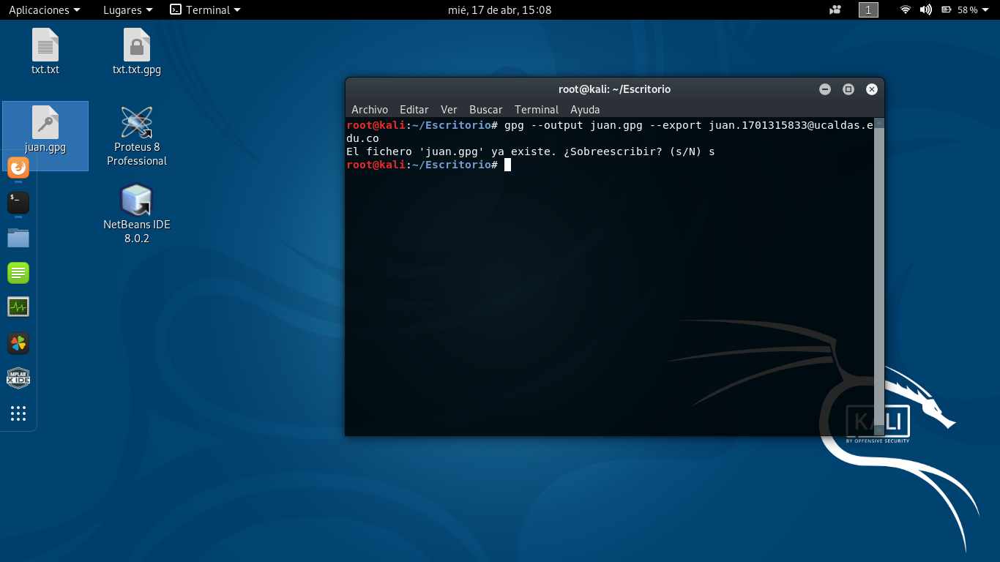 Aplicaciones
Lugares
Terminal
mié, 17 de abr, 15:08
1
58 %
txt.txt
txt.txt.gpg
juan.gpg
Proteus 8
Professional
NetBeans IDE
8.0.2
$_
MPLAB
X IDE
root@kali: ~/Escritorio
Archivo Editar Ver Buscar Terminal Ayuda
root@kali:~/Escritorio# gpg --output juan.gpg --export juan.1701315833@ucaldas.e
du.co
El fichero 'juan.gpg' ya existe. ¿Sobreescribir? (s/N) s
root@kali:~/Escritorio#
KALI
BY OFFENSIVE SECURITY